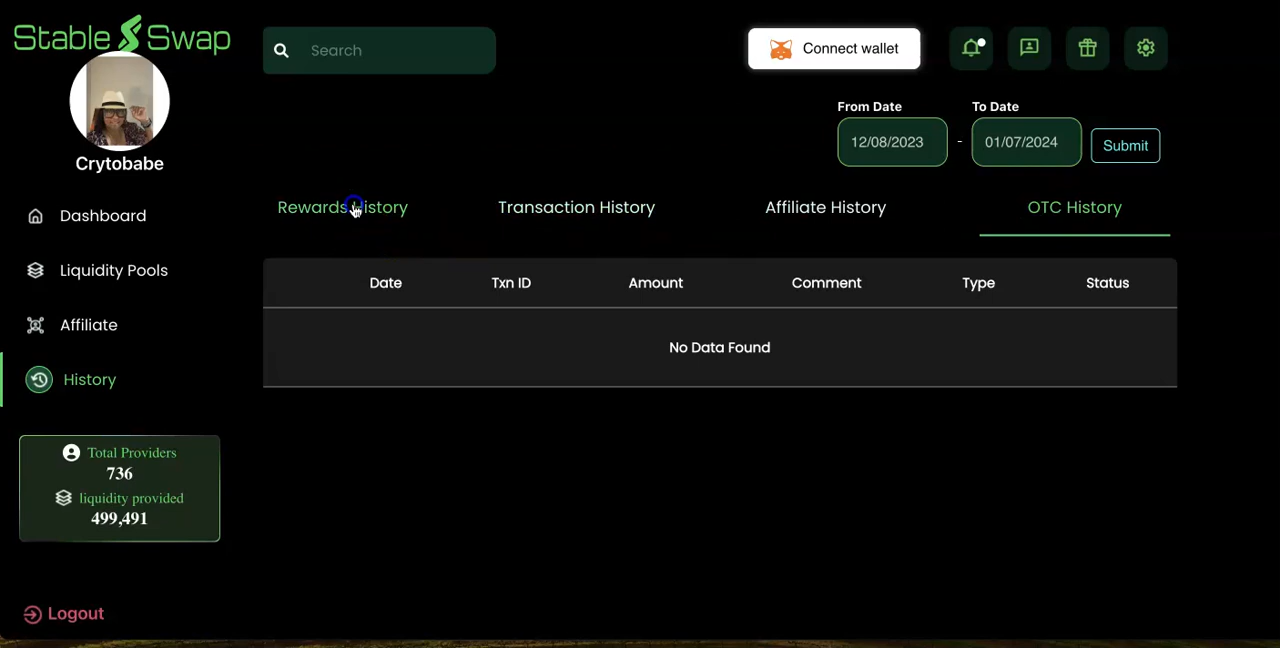 Stable Swap
Search
Connect wallet
From Date
To Date
12/08/2023 - 01/07/2024 Submit
Crytobabe
Rewards History
Transaction History
Affiliate History
OTC History
Dashboard
Liquidity Pools
Affiliate
History
Date Txn ID Amount Comment Type Status
No Data Found
Total Providers
736
liquidity provided
499,491
Logout